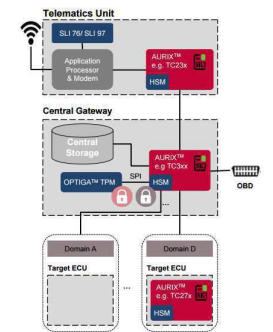 Telematics Unit
SLI 76/ SLI 97
Application
Processor
& Modem
AURIX™
e.g. TC23x
HSM
Central Gateway
Central
Storage
AURIX™
e.g. TC3xx
SPI
OPTIGA™ TPM
HSM
OBD
...
Domain A
Domain D
Target ECU
...
Target ECU
AURIX™
e.g. TC27x
HSM